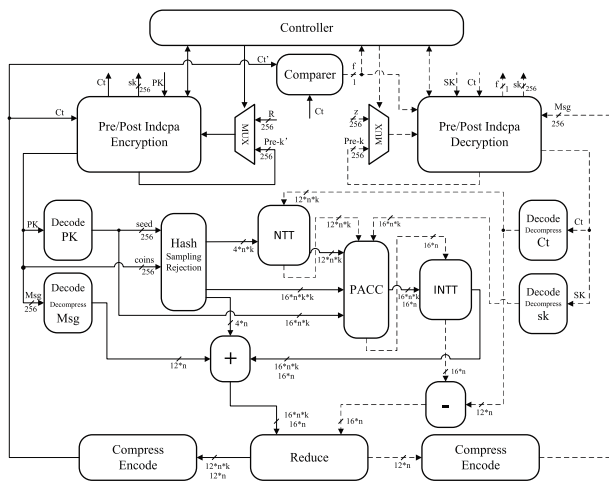 Controller
Ct'
Comparer
f
1
Ct
sk
256
PK
Ct
SK
Ct
f
1
sk
256
Ct
Pre/Post Indcpa
Encryption
MUX
R
256
Pre-k'
256
z
256
Pre-k
256
MUX
Pre/Post Indcpa
Decryption
Msg
256
12*n*k
PK
Decode
PK
seed
256
coins
256
Hash
Sampling
Rejection
4*n*k
NTT
12*n*k
16*n*k
12*n*k
16*n
Decode
Decompress
Ct
Ct
Msg
256
Decode
Decompress
Msg
16*n*k*k
16*n*k
PACC
16*n*k
16*n
INTT
Decode
Decompress
sk
SK
4*n
12*n
+
16*n*k
16*n
16*n
-
12*n
16*n*k
16*n
16*n
Compress
Encode
12*n*k
12*n
Reduce
12*n
Compress
Encode